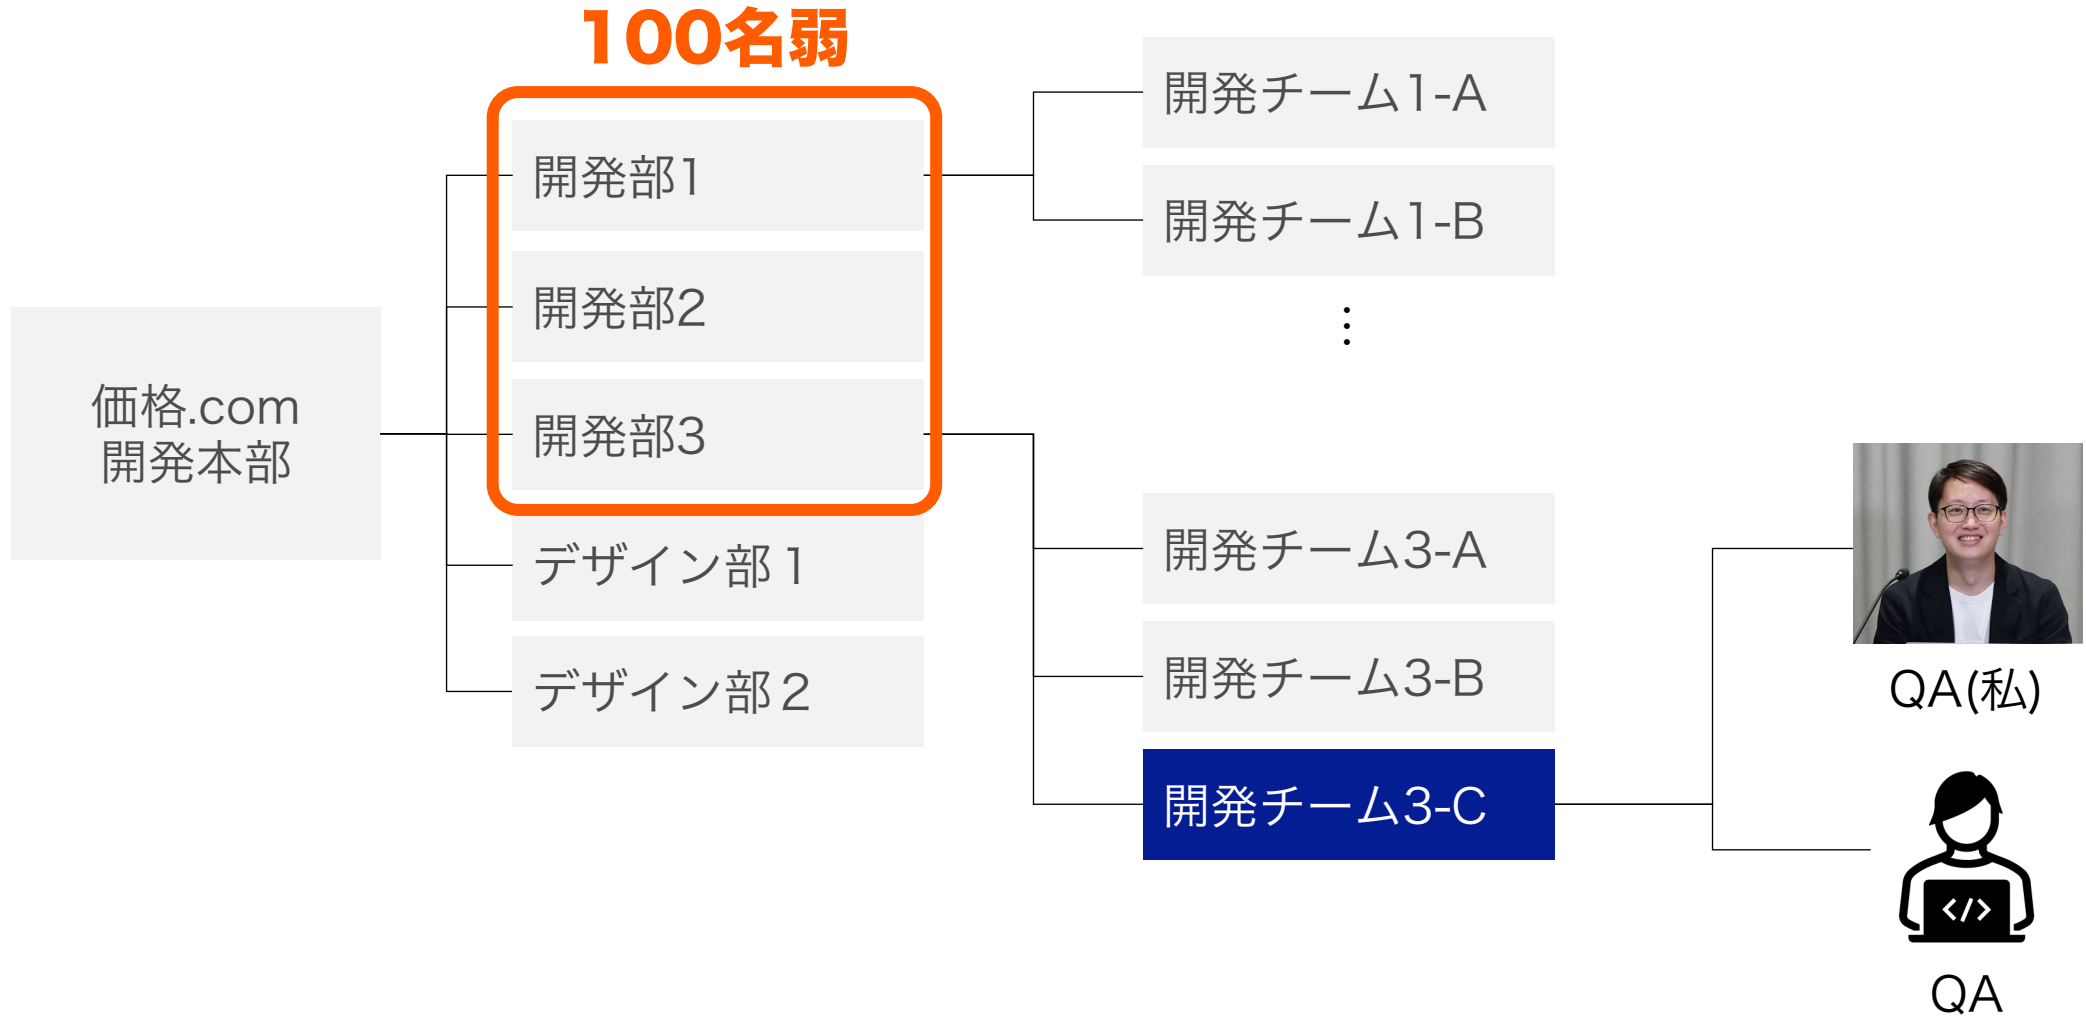 100名弱
価格.com
開発本部
開発部1
開発部2
開発部3
デザイン部1
デザイン部2
開発チーム1-A
開発チーム1-B
⋮
開発チーム3-A
開発チーム3-B
開発チーム3-C
QA(私)
</>
QA